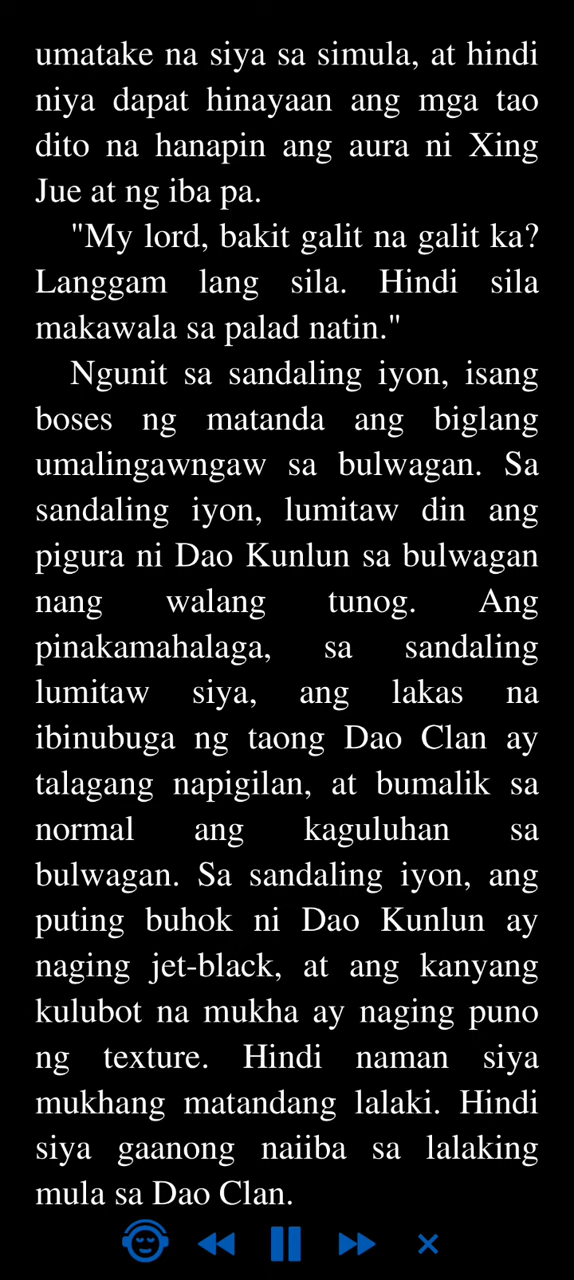 umatake na siya sa simula, at hindi
niya dapat hinayaan ang mga tao
dito na hanapin ang aura ni Xing
Jue at ng iba pa.
"My lord, bakit galit na galit ka?
Langgam lang sila. Hindi sila
makawala sa palad natin."
Ngunit sa sandaling iyon, isang
boses ng matanda ang biglang
umalingawngaw sa bulwagan. Sa
sandaling iyon, lumitaw din ang
pigura ni Dao Kunlun sa bulwagan
nang walang tunog. Ang
pinakamahalaga, sa sandaling
lumitaw siya, ang lakas na
ibinubuga ng taong Dao Clan ay
talagang napigilan, at bumalik sa
normal ang kaguluhan sa
bulwagan. Sa sandaling iyon, ang
puting buhok ni Dao Kunlun ay
naging jet-black, at ang kanyang
kulubot na mukha ay naging puno
ng texture. Hindi naman siya
mukhang matandang lalaki. Hindi
siya gaanong naiiba sa lalaking
mula sa Dao Clan.